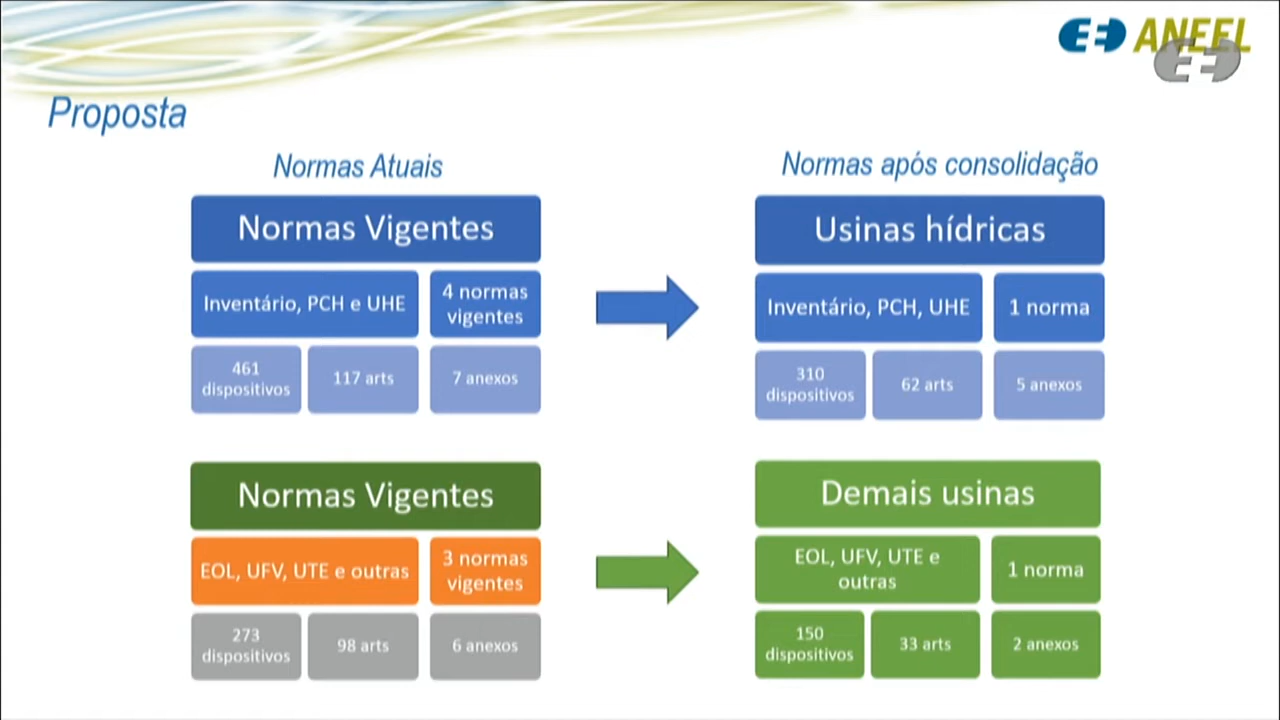 ANEEL
Proposta
Normas Atuais
Normas após consolidação
Normas Vigentes
Inventário, PCH e UHE
4 normas
vigentes
461
dispositivos
117 arts
7 anexos
Usinas hídricas
Inventário, PCH, UHE
1 norma
310
dispositivos
62 arts
5 anexos
Normas Vigentes
EOL, UFV, UTE e outras
3 normas
vigentes
273
dispositivos
98 arts
6 anexos
Demais usinas
EOL, UFV, UTE e
outras
1 norma
150
dispositivos
33 arts
2 anexos